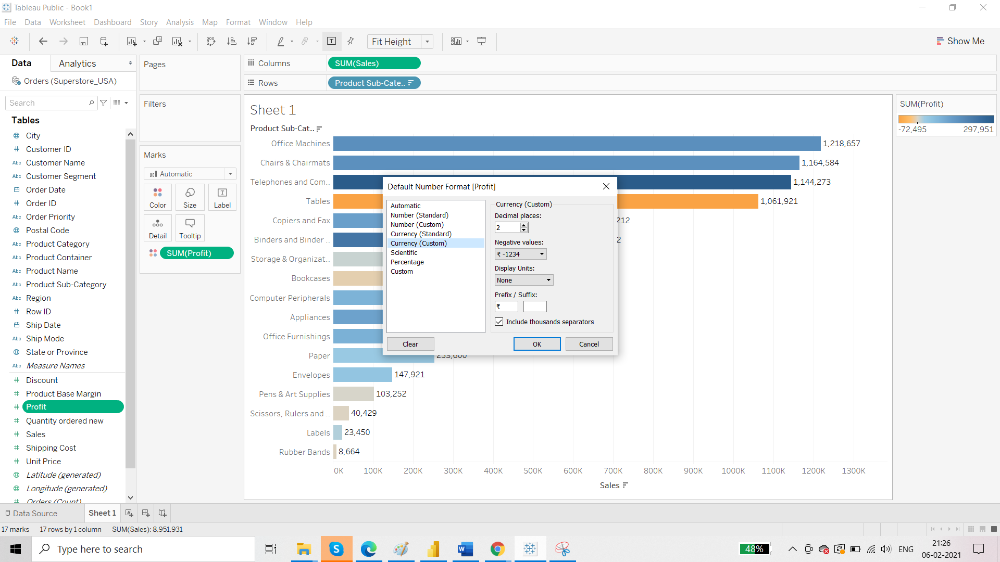 Tableau Public - Book1
File Data Worksheet Dashboard Story Analysis Map Format Window Help
Fit Height
Show Me
Data
Analytics
Orders (Superstore_USA)
Search
Tables
City
# Customer ID
Abc Customer Name
Abc Customer Segment
Order Date
# Order ID
Abc Order Priority
Postal Code
Abc Product Category
Abc Product Container
Abc Product Name
Abc Product Sub-Category
Abc Region
# Row ID
Ship Date
Abc Ship Mode
State or Province
Abc Measure Names
# Discount
# Product Base Margin
# Profit
# Quantity ordered new
# Sales
# Shipping Cost
# Unit Price
Latitude (generated)
Longitude (generated)
# Orders (Count)
Pages
Filters
Marks
Automatic
Color Size Label
Detail Tooltip
SUM(Profit)
Columns SUM(Sales)
Rows Product Sub-Cate..
Sheet 1
Product Sub-Cat..
Office Machines 1,218,657
Chairs & Chairmats 1,164,584
Telephones and Com.. 1,144,273
Tables 1,061,921
Copiers and Fax 212
Binders and Binder .. 2
Storage & Organizat..
Bookcases
Computer Peripherals
Appliances
Office Furnishings
Paper 253,600
Envelopes 147,921
Pens & Art Supplies 103,252
Scissors, Rulers and .. 40,429
Labels 23,450
Rubber Bands 8,664
0K 100K 200K 300K 400K 500K 600K 700K 800K 900K 1000K 1100K 1200K 1300K
Sales
Default Number Format [Profit]
Automatic
Number (Standard)
Number (Custom)
Currency (Standard)
Currency (Custom)
Scientific
Percentage
Custom
Currency (Custom)
Decimal places:
2
Negative values:
₹ -1234
Display Units:
None
Prefix / Suffix:
₹
Include thousands separators
Clear
OK
Cancel
SUM(Profit)
-72,495 297,951
Data Source
Sheet 1
17 marks 17 rows by 1 column SUM(Sales): 8,951,931
Type here to search
48%
ENG
21:26
06-02-2021